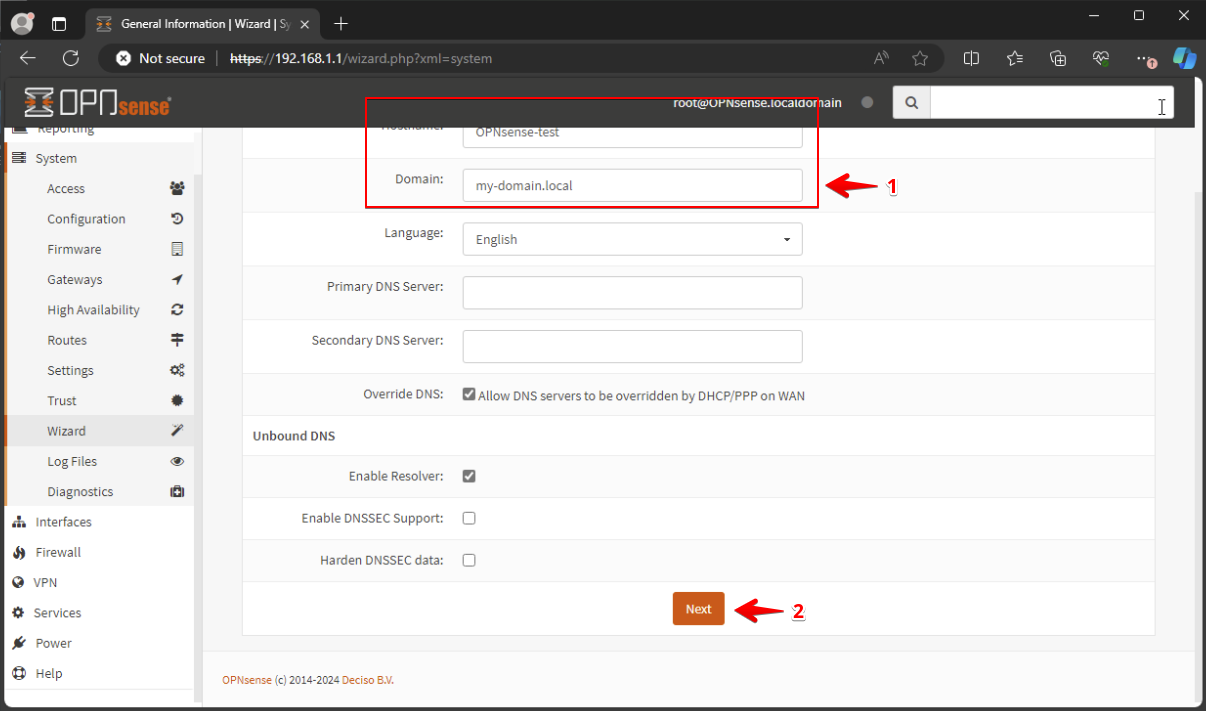 General Information | Wizard | Sy
Not secure
https://192.168.1.1/wizard.php?xml=system
OPNsense
root@OPNsense.localdomain
Reporting
System
Access
Configuration
Firmware
Gateways
High Availability
Routes
Settings
Trust
Wizard
Log Files
Diagnostics
Interfaces
Firewall
VPN
Services
Power
Help
Hostname: OPNsense-test
Domain: my-domain.local 1
Language: English
Primary DNS Server:
Secondary DNS Server:
Override DNS: Allow DNS servers to be overridden by DHCP/PPP on WAN
Unbound DNS
Enable Resolver:
Enable DNSSEC Support:
Harden DNSSEC data:
Next 2
OPNsense (c) 2014-2024 Deciso B.V.